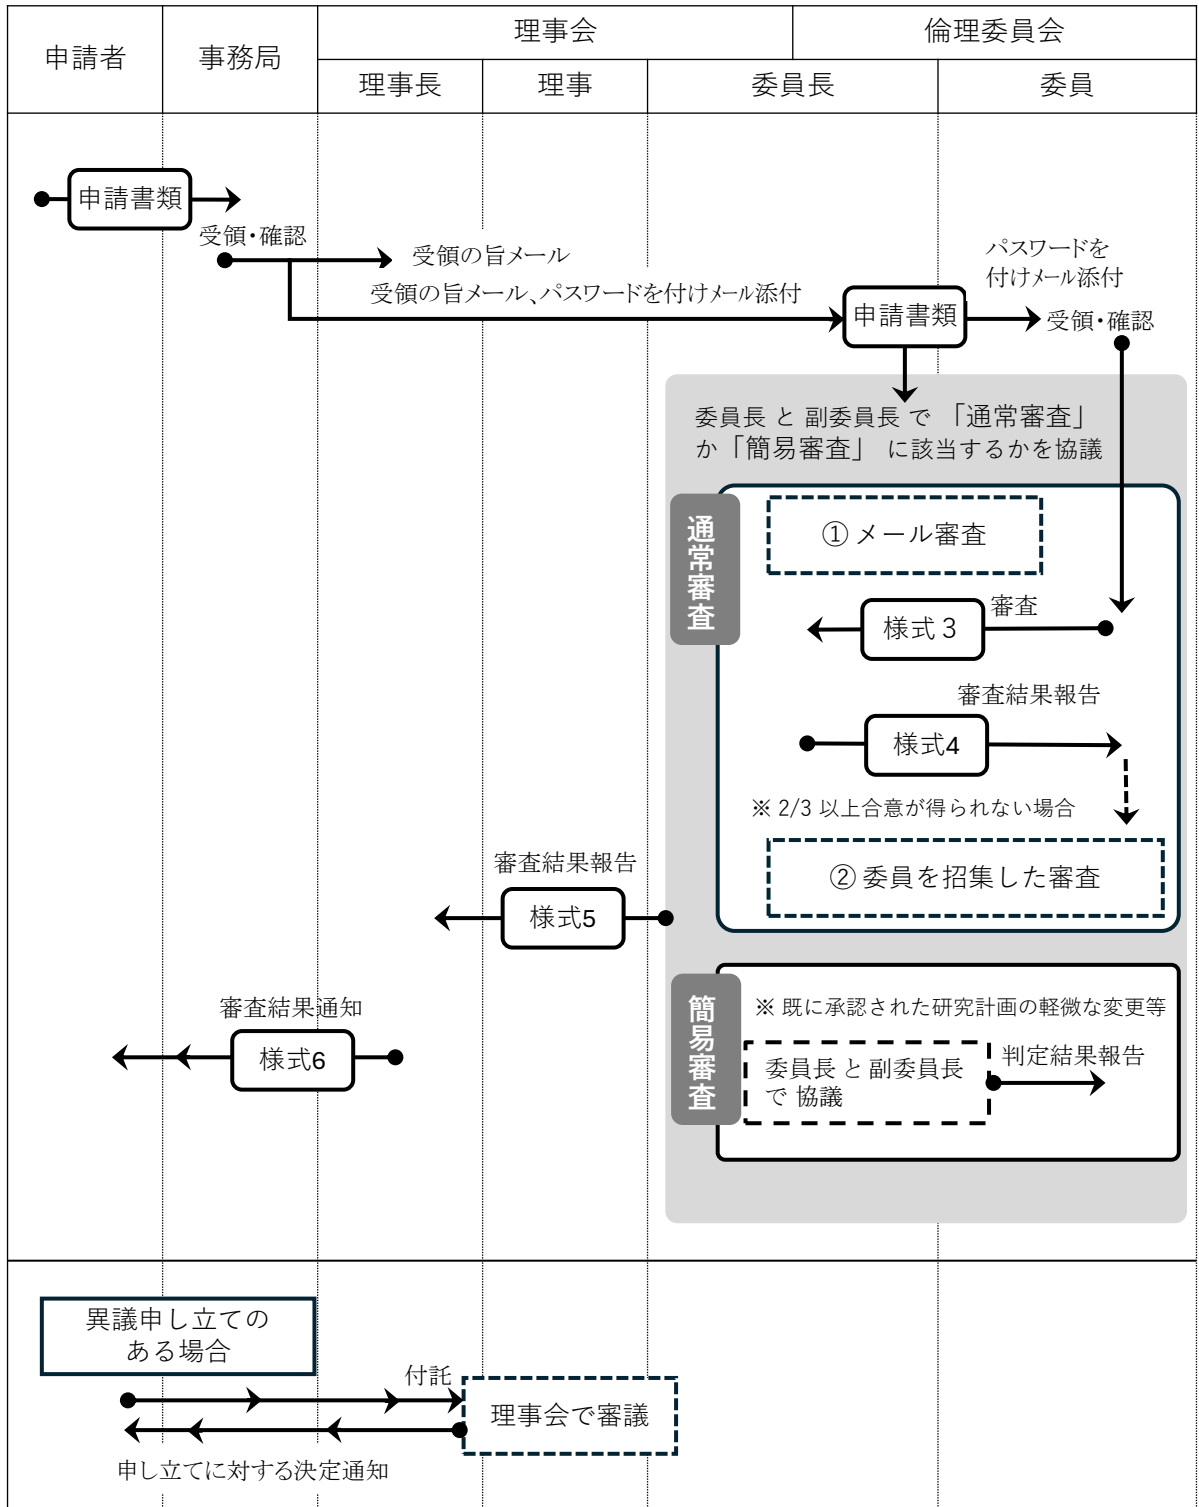 申請者
事務局
理事会
倫理委員会
理事長
理事
委員長
委員
申請書類
受領・確認
受領の旨メール
受領の旨メール、パスワードを付けメール添付
申請書類
パスワードを
付けメール添付
受領・確認
委員長 と 副委員長 で 「通常審査」
か「簡易審査」 に該当するかを協議
通常審査
① メール審査
審査
様式３
審査結果報告
様式4
※ 2/3 以上合意が得られない場合
② 委員を招集した審査
審査結果報告
様式5
簡易審査
※ 既に承認された研究計画の軽微な変更等
委員長 と 副委員長
で 協議
判定結果報告
審査結果通知
様式6
異議申し立ての
ある場合
付託
理事会で審議
申し立てに対する決定通知